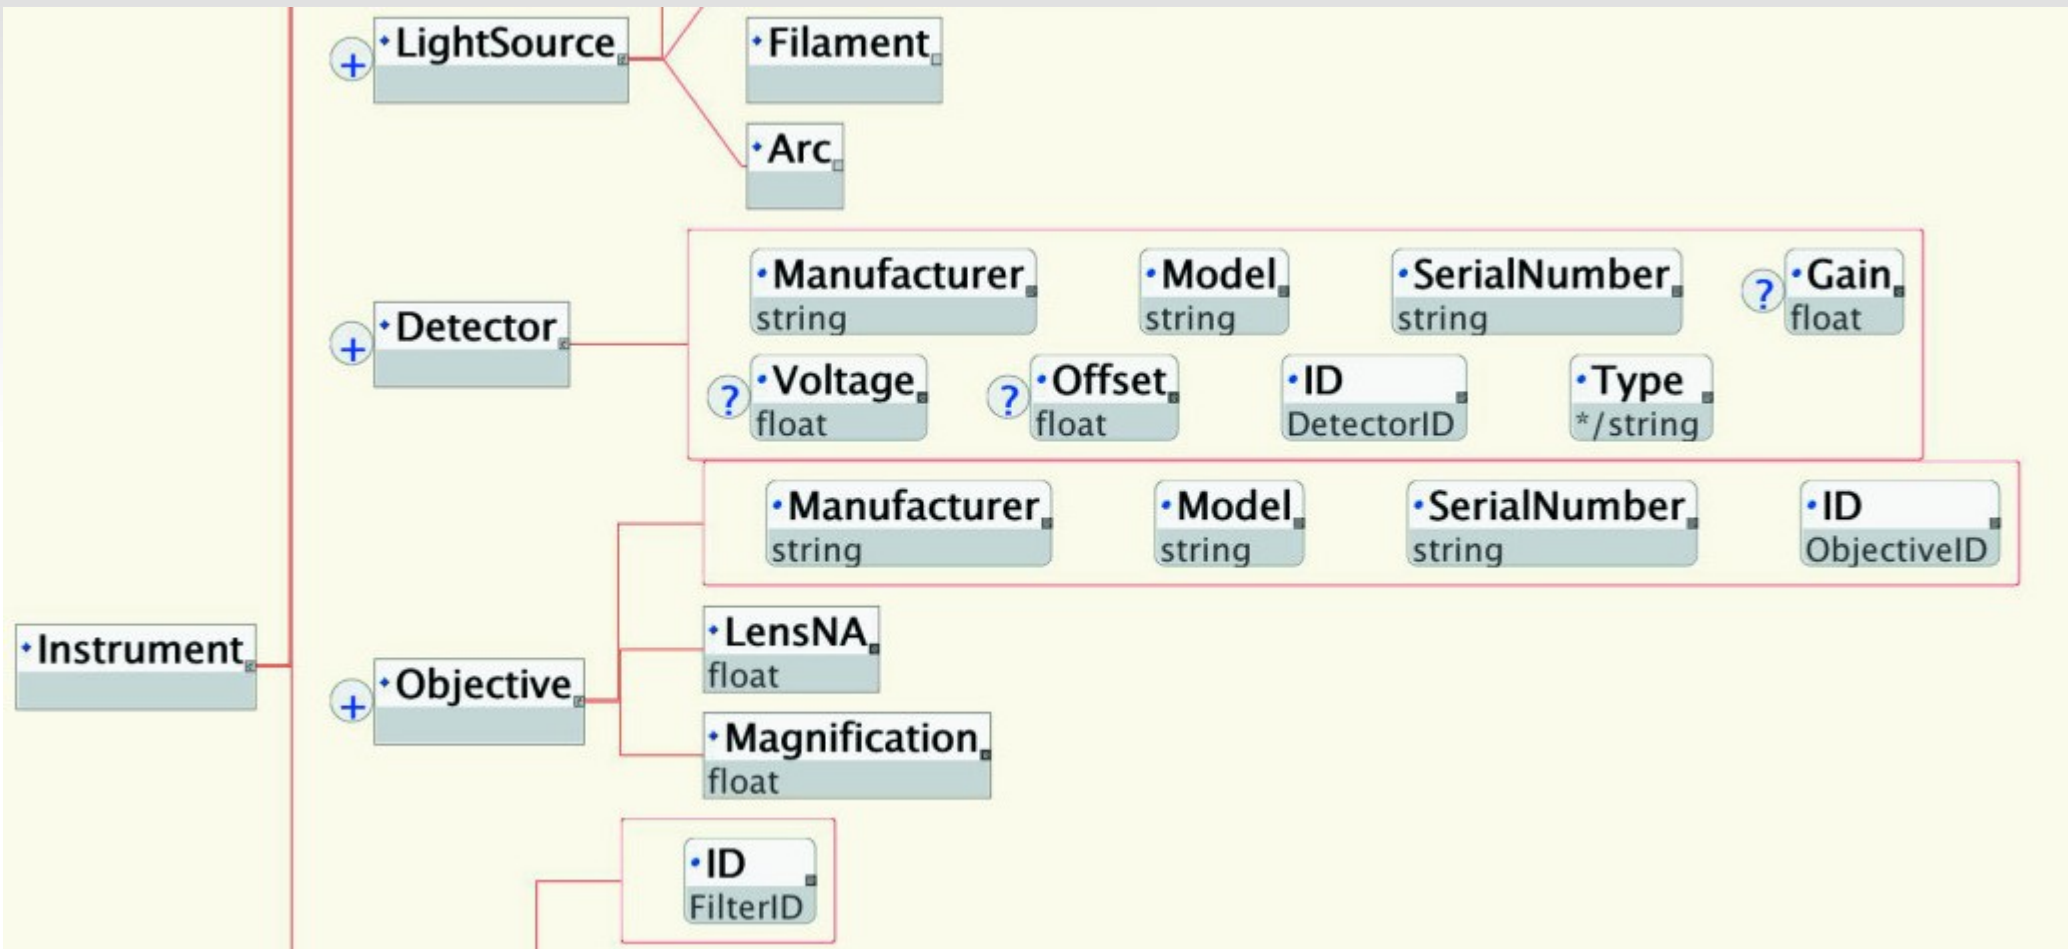 + LightSource
Filament
Arc
Manufacturer Model SerialNumber ? Gain
string string string float
+ Detector
? Voltage ? Offset ID Type
float float DetectorID */string
Manufacturer Model SerialNumber ID
string string string ObjectiveID
Instrument
LensNA
float
+ Objective
Magnification
float
ID
FilterID